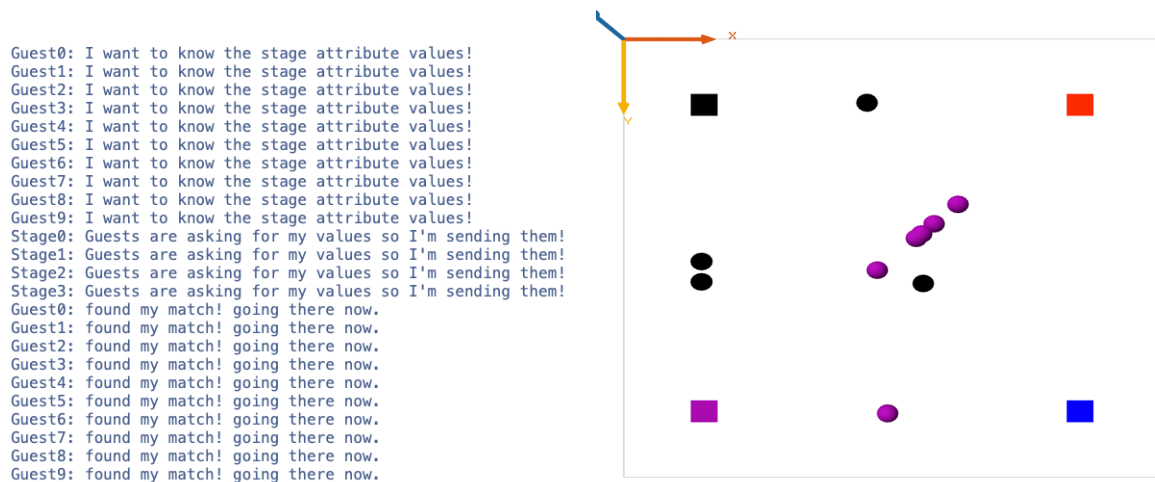 Guest0: I want to know the stage attribute values!
Guest1: I want to know the stage attribute values!
Guest2: I want to know the stage attribute values!
Guest3: I want to know the stage attribute values!
Guest4: I want to know the stage attribute values!
Guest5: I want to know the stage attribute values!
Guest6: I want to know the stage attribute values!
Guest7: I want to know the stage attribute values!
Guest8: I want to know the stage attribute values!
Guest9: I want to know the stage attribute values!
Stage0: Guests are asking for my values so I'm sending them!
Stage1: Guests are asking for my values so I'm sending them!
Stage2: Guests are asking for my values so I'm sending them!
Stage3: Guests are asking for my values so I'm sending them!
Guest0: found my match! going there now.
Guest1: found my match! going there now.
Guest2: found my match! going there now.
Guest3: found my match! going there now.
Guest4: found my match! going there now.
Guest5: found my match! going there now.
Guest6: found my match! going there now.
Guest7: found my match! going there now.
Guest8: found my match! going there now.
Guest9: found my match! going there now.
X
Y